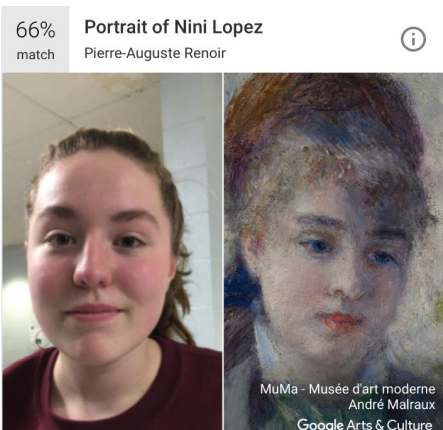 66%
match
Portrait of Nini Lopez
Pierre-Auguste Renoir
MuMa - Musée d'art moderne
André Malraux
Google Arts & Culture